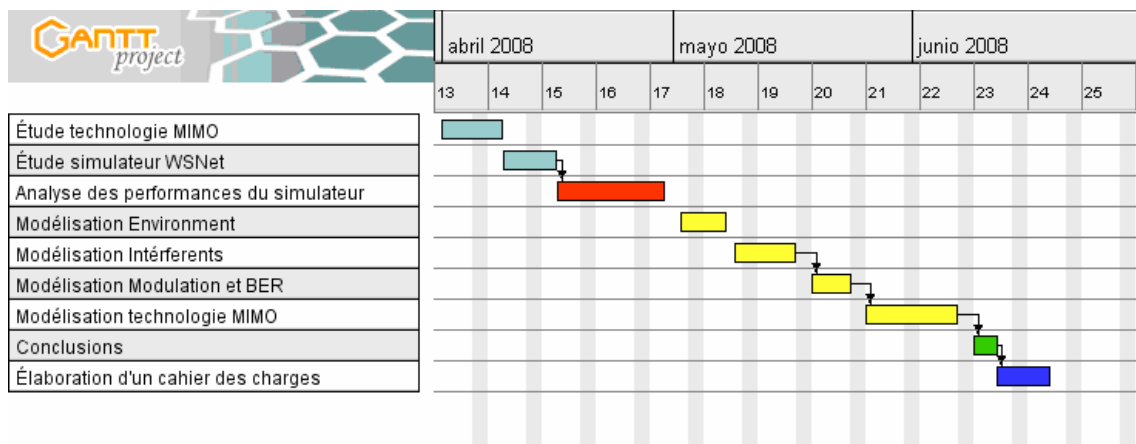 GANTT
project
abril 2008 mayo 2008 junio 2008
13 14 15 16 17 18 19 20 21 22 23 24 25
Étude technologie MIMO
Étude simulateur WSNet
Analyse des performances du simulateur
Modélisation Environment
Modélisation Intérferents
Modélisation Modulation et BER
Modélisation technologie MIMO
Conclusions
Élaboration d'un cahier des charges